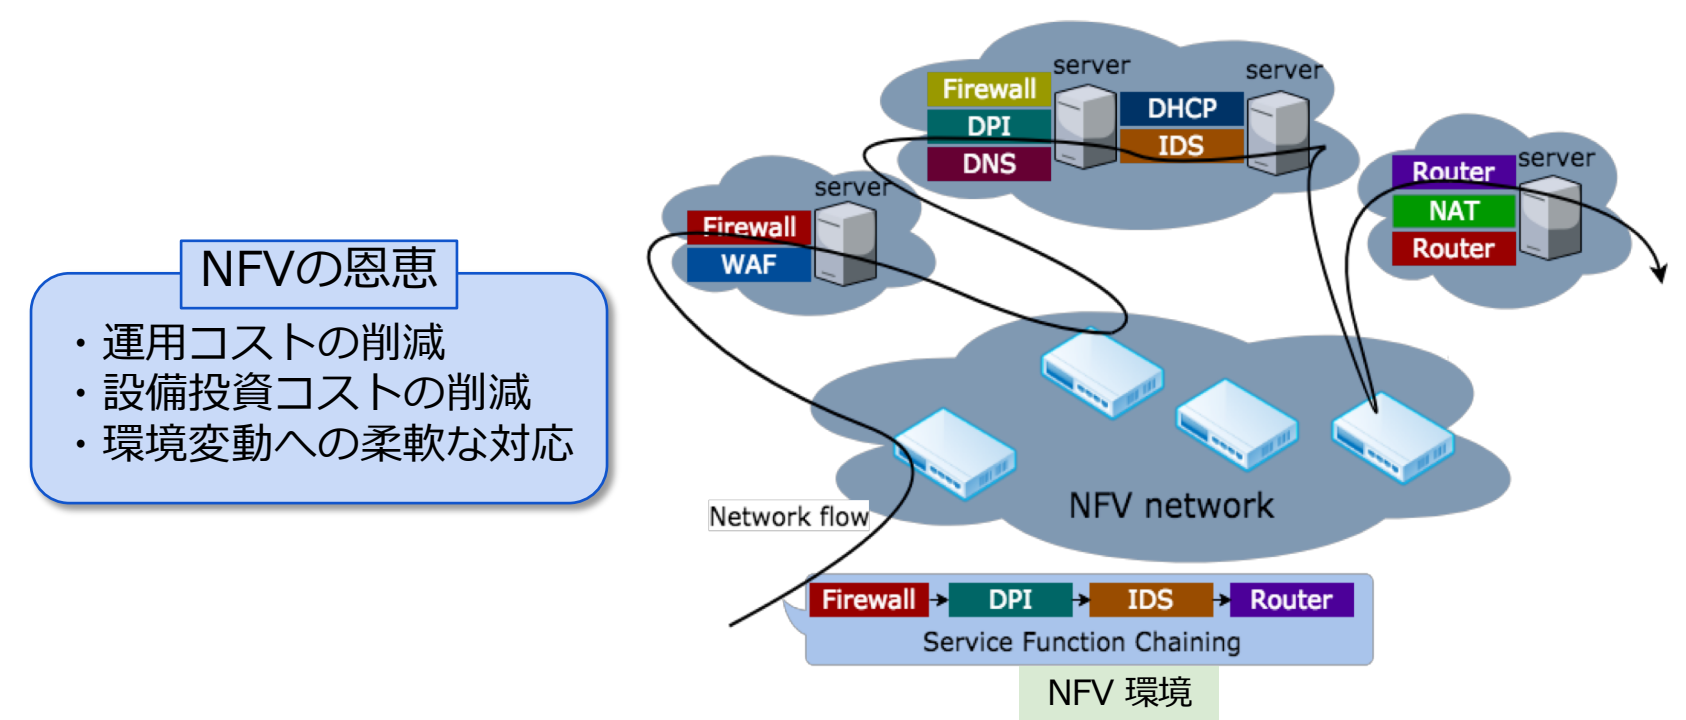 NFVの恩恵
・運用コストの削減
・設備投資コストの削減
・環境変動への柔軟な対応
server
Firewall
WAF
server
Firewall
DPI
DNS
server
DHCP
IDS
server
Router
NAT
Router
NFV network
Network flow
Firewall DPI IDS Router
Service Function Chaining
NFV 環境